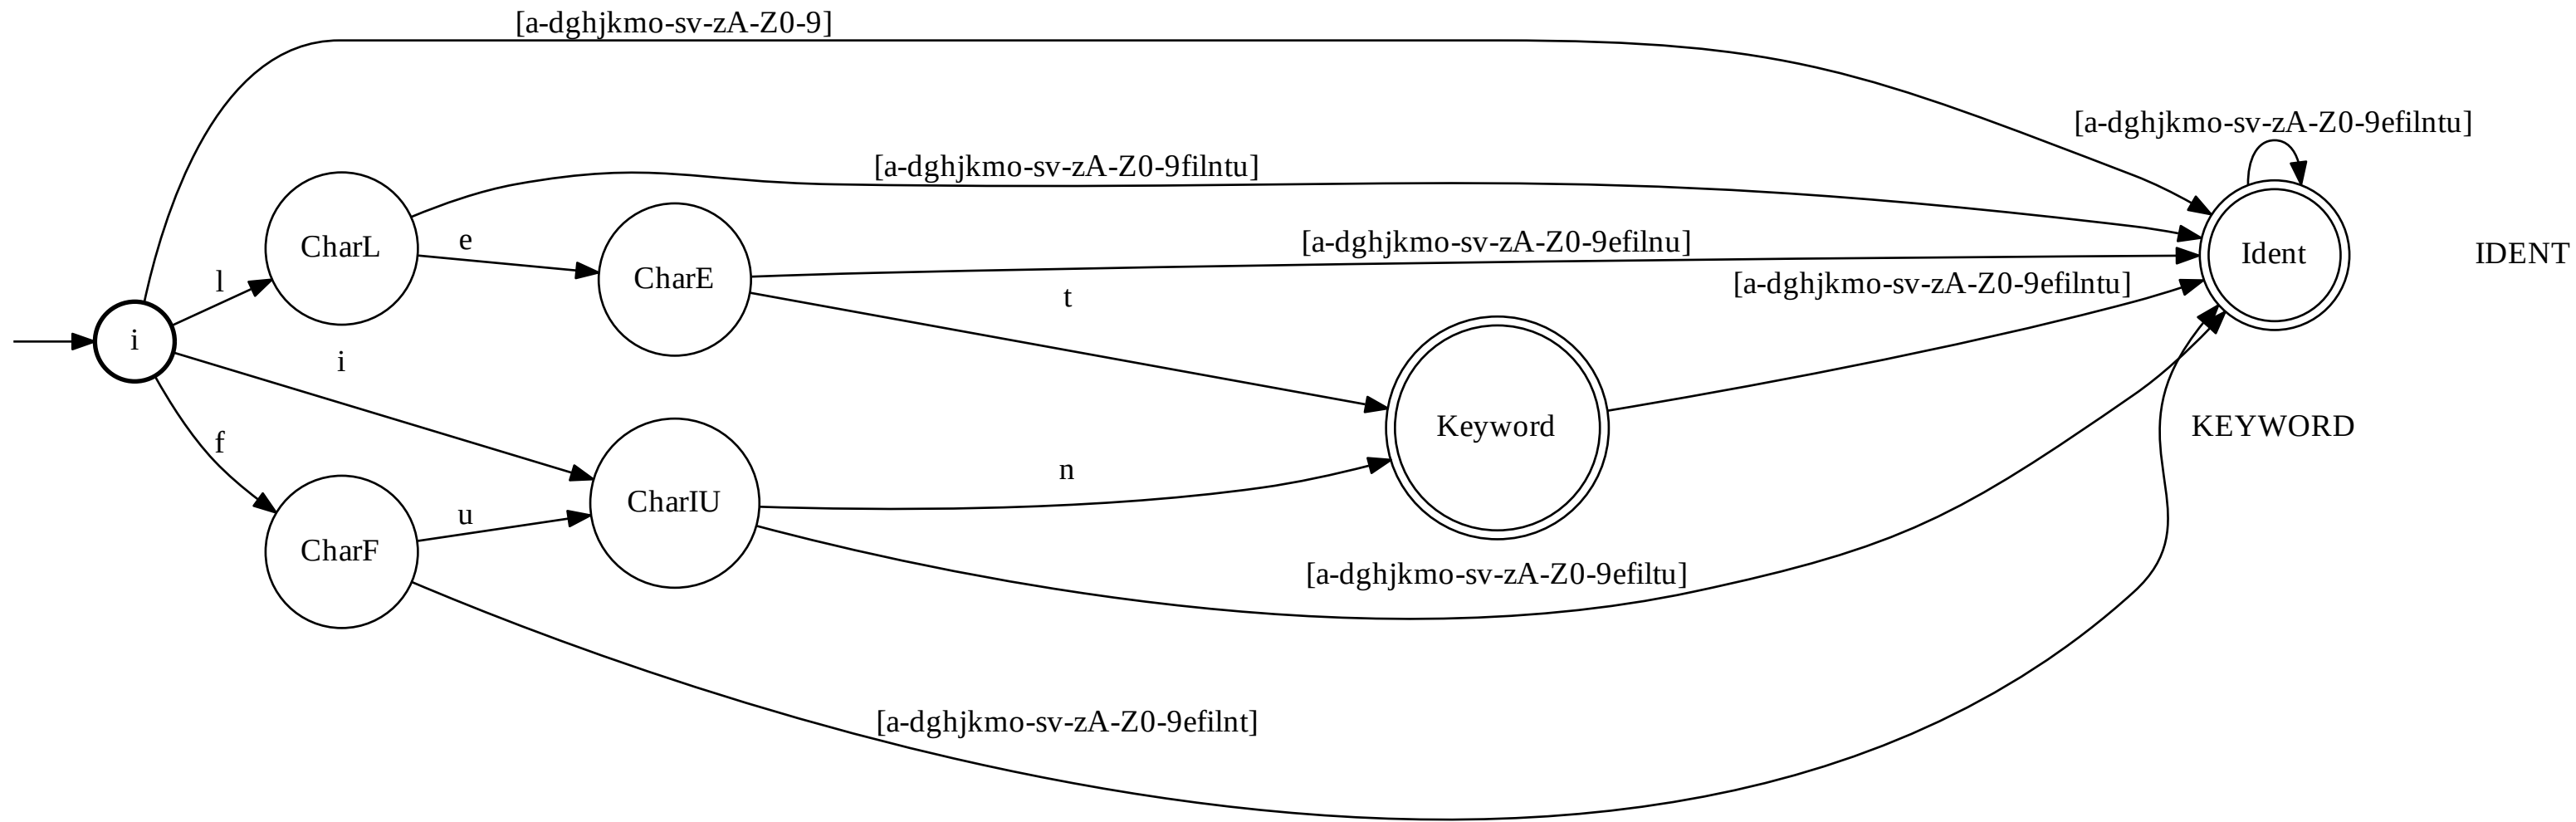 [a-dghjkmo-sv-zA-Z0-9]
[a-dghjkmo-sv-zA-Z0-9efilntu]
[a-dghjkmo-sv-zA-Z0-9filntu]
CharL
e
[a-dghjkmo-sv-zA-Z0-9efilnu]
Ident
IDENT
l
CharE
t
[a-dghjkmo-sv-zA-Z0-9efilntu]
i
i
f
Keyword
KEYWORD
n
CharIU
u
CharF
[a-dghjkmo-sv-zA-Z0-9efiltu]
[a-dghjkmo-sv-zA-Z0-9efilnt]